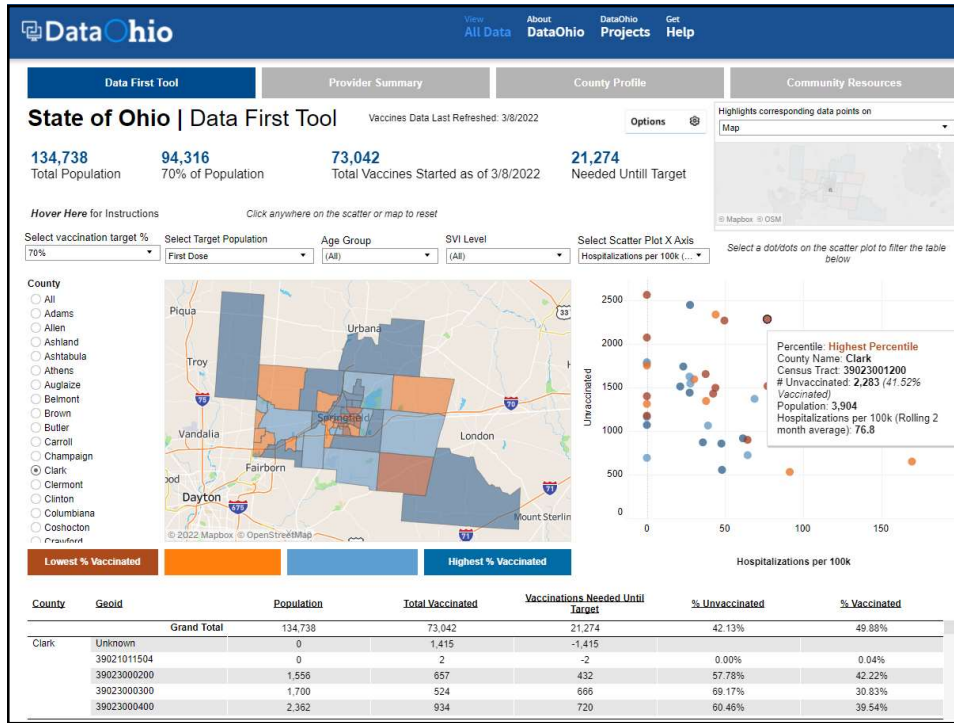 DataOhio
View All Data
About DataOhio
DataOhio Projects
Get Help
Data First Tool
Provider Summary
County Profile
Community Resources
State of Ohio | Data First Tool
Vaccines Data Last Refreshed: 3/8/2022
Options
Highlights corresponding data points on
Map
134,738
Total Population
94,316
70% of Population
73,042
Total Vaccines Started as of 3/8/2022
21,274
Needed Untill Target
© Mapbox © OSM
Hover Here for Instructions
Click anywhere on the scatter or map to reset
Select vaccination target %
70%
Select Target Population
First Dose
Age Group
(All)
SVI Level
(All)
Select Scatter Plot X Axis
Hospitalizations per 100k (...
Select a dot/dots on the scatter plot to filter the table
below
County
All
Adams
Allen
Ashland
Ashtabula
Athens
Auglaize
Belmont
Brown
Butler
Carroll
Champaign
Clark
Clermont
Clinton
Columbiana
Coshocton
Crawford
Piqua
Urbana
33
Troy
75
Springfield
70
Vandalia
London
Fairborn
ood
Dayton
675
71
Mount Sterlin
71
© 2022 Mapbox © OpenStreetMap
Unvaccinated
2500
2000
1500
1000
500
0
0
50
100
150
Hospitalizations per 100k
Percentile: Highest Percentile
County Name: Clark
Census Tract: 39023001200
# Unvaccinated: 2,283 (41.52%
Vaccinated)
Population: 3,904
Hospitalizations per 100k (Rolling 2
month average): 76.8
Lowest % Vaccinated
Highest % Vaccinated
County Geoid Population Total Vaccinated Vaccinations Needed Until Target % Unvaccinated % Vaccinated
Grand Total 134,738 73,042 21,274 42.13% 49.88%
Clark Unknown 0 1,415 -1,415
39021011504 0 2 -2 0.00% 0.04%
39023000200 1,556 657 432 57.78% 42.22%
39023000300 1,700 524 666 69.17% 30.83%
39023000400 2,362 934 720 60.46% 39.54%